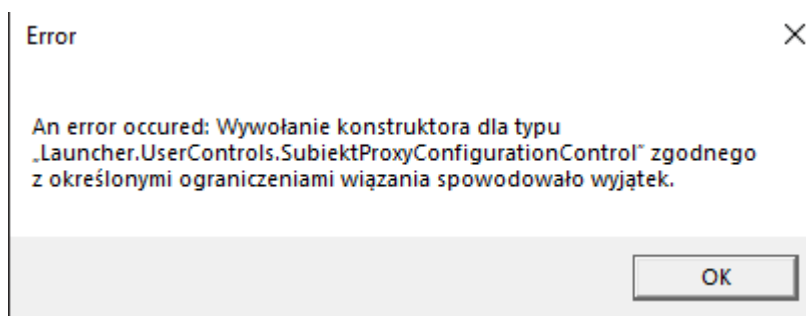 Error
An error occured: Wywołanie konstruktora dla typu
„Launcher.UserControls.SubiektProxyConfigurationControl” zgodnego
z określonymi ograniczeniami wiązania spowodowało wyjątek.
OK